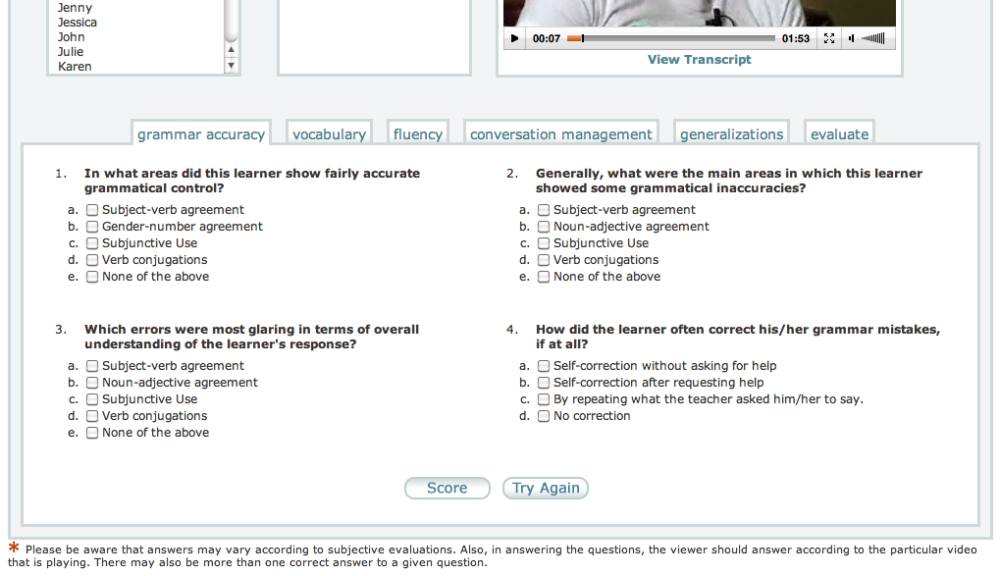 Jenny
Jessica
John
Julie
Karen
00:07
01:53
View Transcript
grammar accuracy
vocabulary
fluency
conversation management
generalizations
evaluate
1. In what areas did this learner show fairly accurate
grammatical control?
a. Subject-verb agreement
b. Gender-number agreement
c. Subjunctive Use
d. Verb conjugations
e. None of the above
2. Generally, what were the main areas in which this learner
showed some grammatical inaccuracies?
a. Subject-verb agreement
b. Noun-adjective agreement
c. Subjunctive Use
d. Verb conjugations
e. None of the above
3. Which errors were most glaring in terms of overall
understanding of the learner's response?
a. Subject-verb agreement
b. Noun-adjective agreement
c. Subjunctive Use
d. Verb conjugations
e. None of the above
4. How did the learner often correct his/her grammar mistakes,
if at all?
a. Self-correction without asking for help
b. Self-correction after requesting help
c. By repeating what the teacher asked him/her to say.
d. No correction
Score
Try Again
* Please be aware that answers may vary according to subjective evaluations. Also, in answering the questions, the viewer should answer according to the particular video
that is playing. There may also be more than one correct answer to a given question.